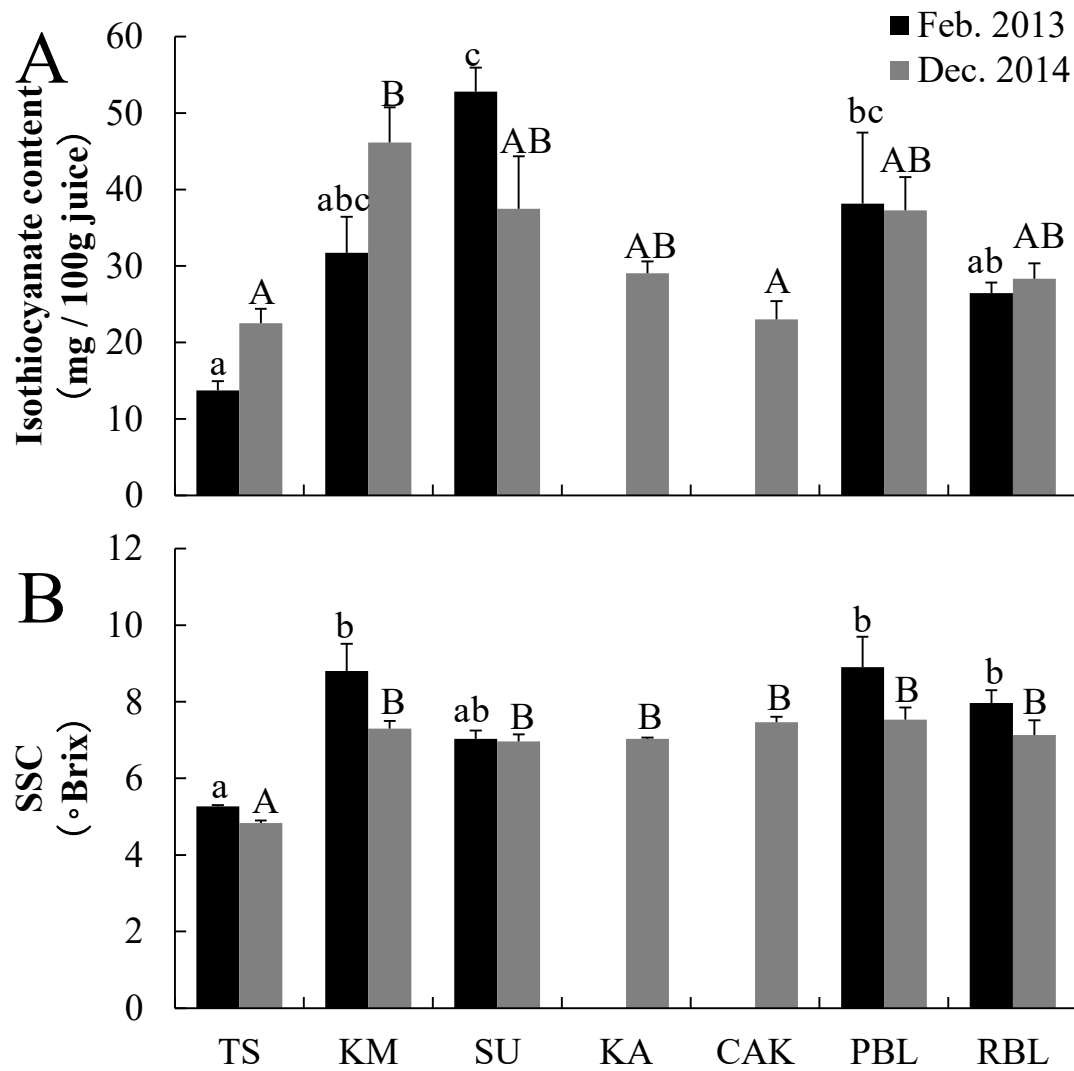 A
Feb. 2013
Dec. 2014
Isothiocyanate content
(mg / 100g juice)
60
50
40
30
20
10
0
a
A
abc
B
c
AB
AB
A
bc
AB
ab
AB
B
SSC
(°Brix)
12
10
8
6
4
2
0
a
A
b
B
ab
B
B
B
b
B
b
B
TS KM SU KA CAK PBL RBL